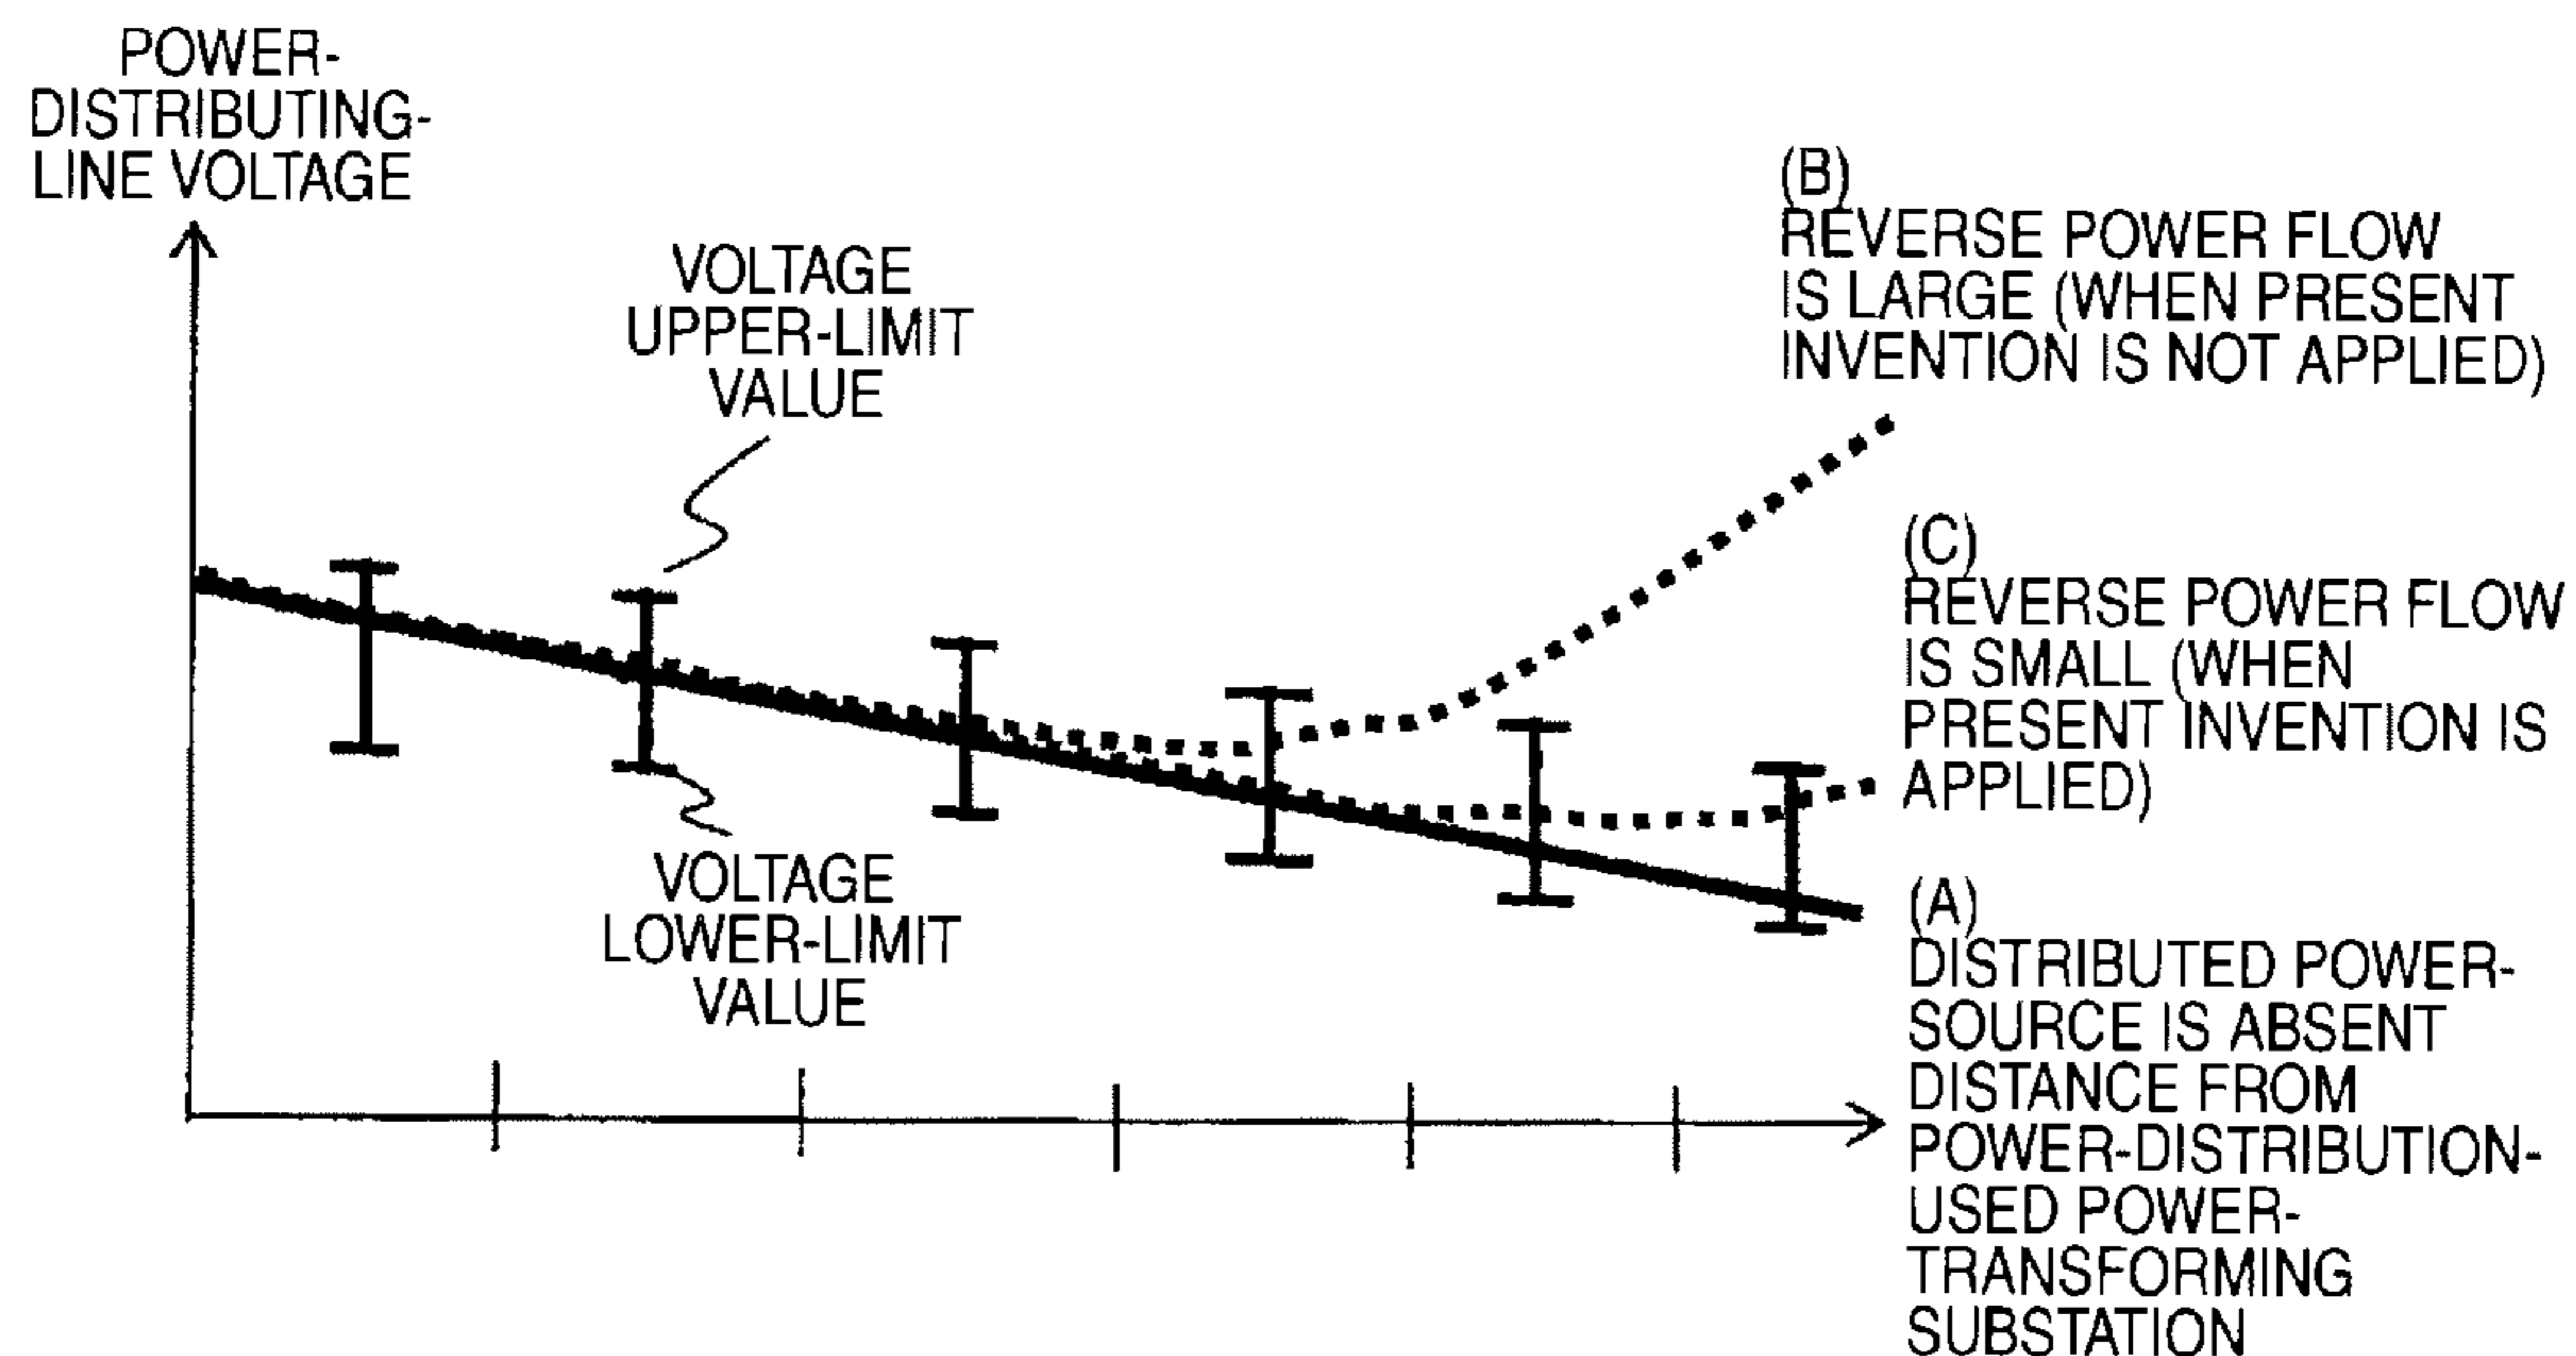 POWER-
DISTRIBUTING-
LINE VOLTAGE
VOLTAGE
UPPER-LIMIT
VALUE
VOLTAGE
LOWER-LIMIT
VALUE
(B)
REVERSE POWER FLOW
IS LARGE (WHEN PRESENT
INVENTION IS NOT APPLIED)
(C)
REVERSE POWER FLOW
IS SMALL (WHEN
PRESENT INVENTION IS
APPLIED)
(A)
DISTRIBUTED POWER-
SOURCE IS ABSENT
DISTANCE FROM
POWER-DISTRIBUTION-
USED POWER-
TRANSFORMING
SUBSTATION